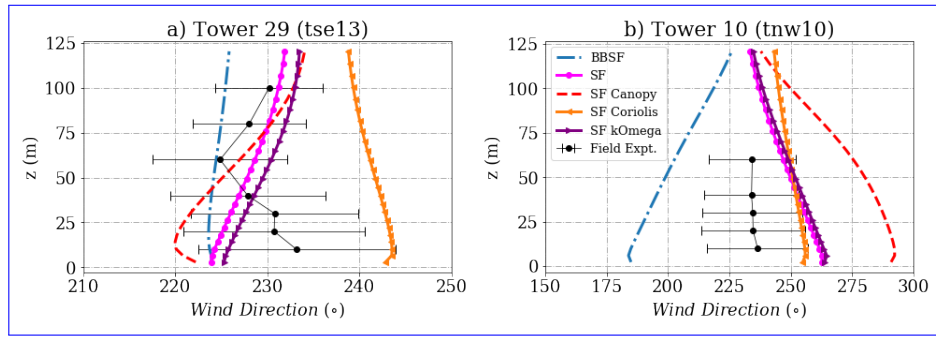 a) Tower 29 (tse13)
b) Tower 10 (tnw10)
z (m)
125
100
75
50
25
0
210 220 230 240 250
Wind Direction (∘)
z (m)
125
100
75
50
25
0
BBSF
SF
SF Canopy
SF Coriolis
SF kOmega
Field Expt.
150 175 200 225 250 275 300
Wind Direction (∘)